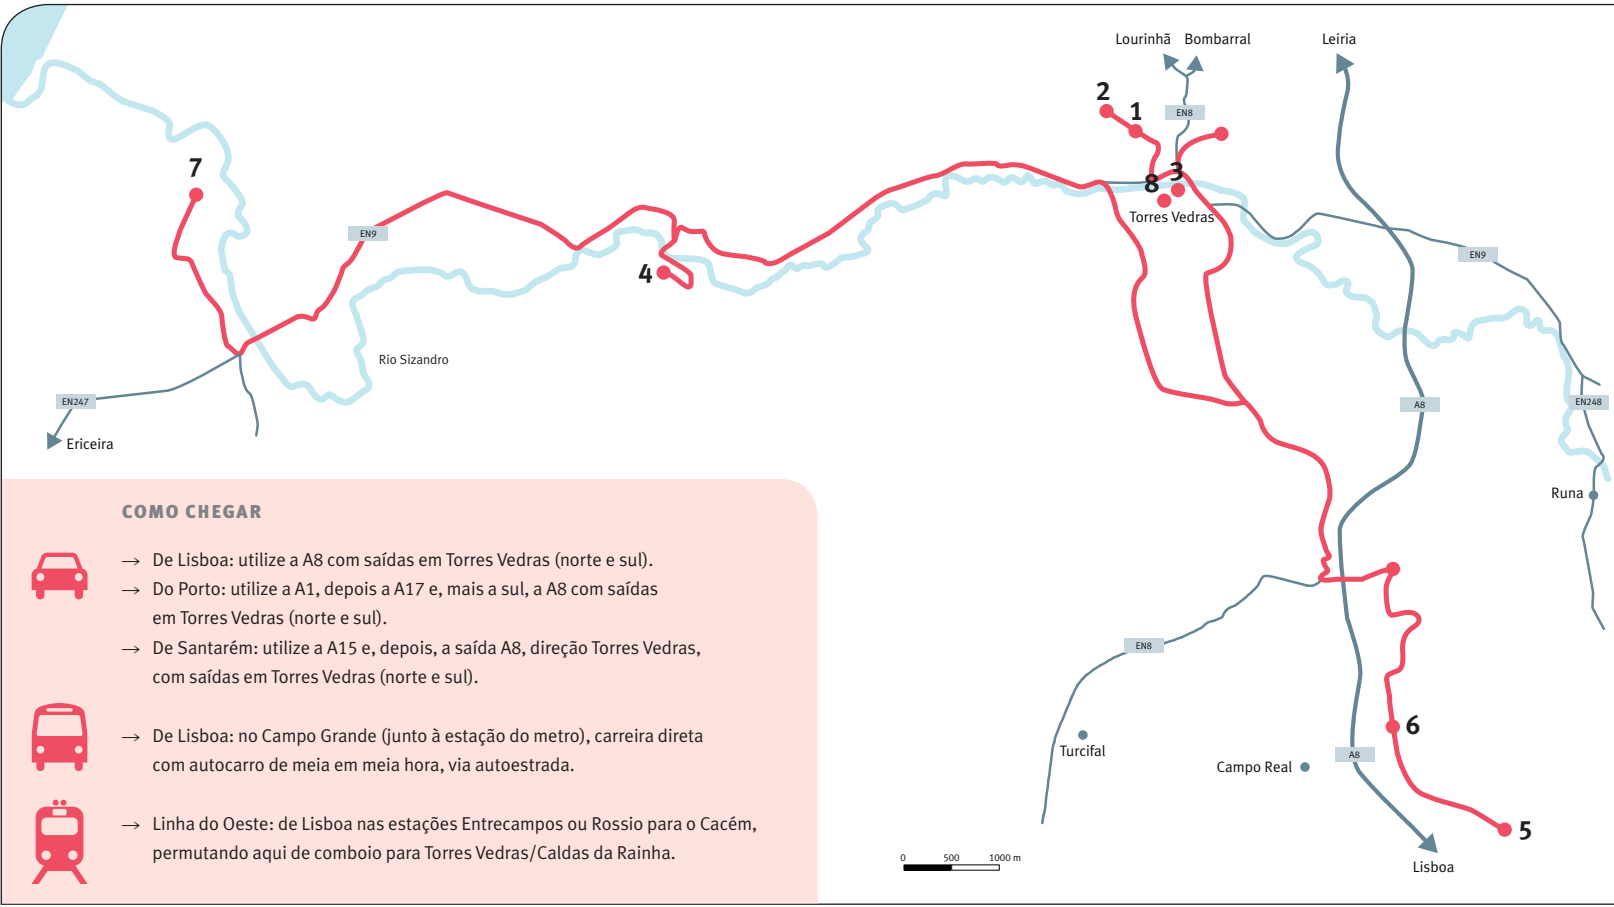 Lourinhã Bombarral Leiria
2
1
EN8
7
3
8
Torres Vedras
EN9
EN9
4
Rio Sizandro
EN247
A8
EN248
Ericeira
Runa
COMO CHEGAR
→ De Lisboa: utilize a A8 com saídas em Torres Vedras (norte e sul).
→ Do Porto: utilize a A1, depois a A17 e, mais a sul, a A8 com saídas
em Torres Vedras (norte e sul).
→ De Santarém: utilize a A15 e, depois, a saída A8, direção Torres Vedras,
com saídas em Torres Vedras (norte e sul).
→ De Lisboa: no Campo Grande (junto à estação do metro), carreira direta
com autocarro de meia em meia hora, via autoestrada.
→ Linha do Oeste: de Lisboa nas estações Entrecampos ou Rossio para o Cacém,
permutando aqui de comboio para Torres Vedras/Caldas da Rainha.
EN8
6
Turcifal
A8
Campo Real
5
0 500 1000 m
Lisboa